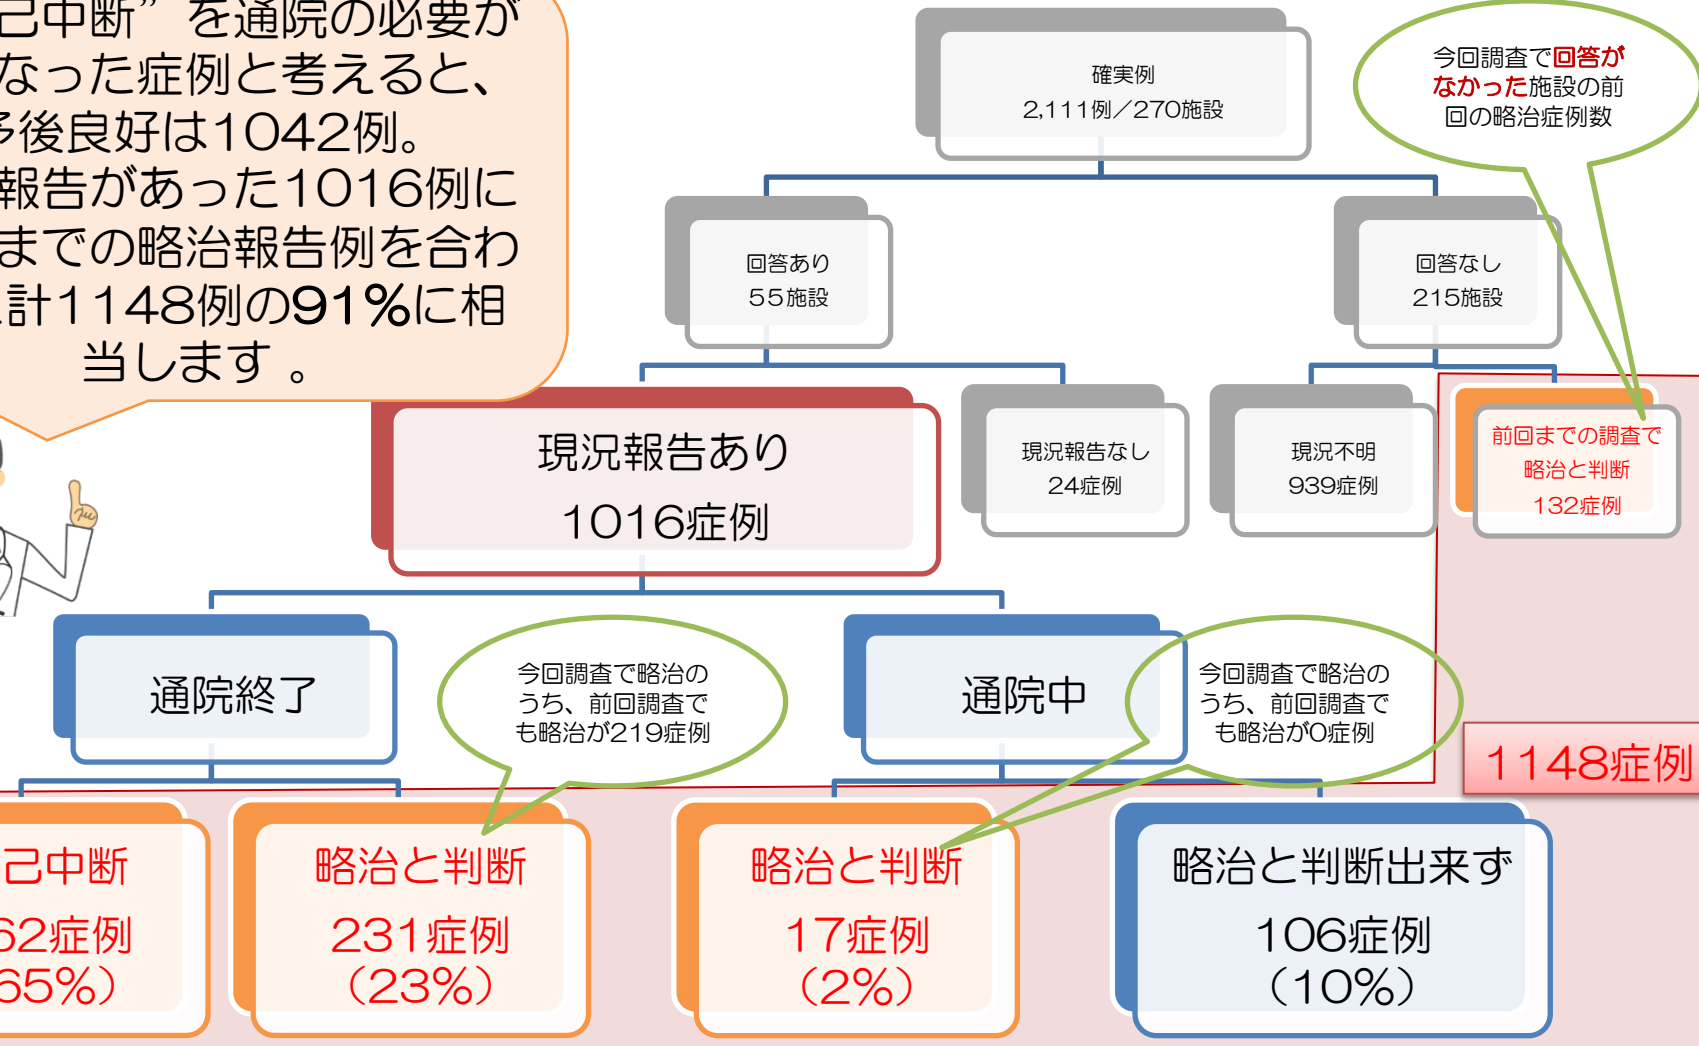 己中断”を通院の必要が
なった症例と考えると、
予後良好は1042例。
報告があった1016例に
までの略治報告例を合わ
計1148例の91%に相
当します 。
確実例
2,111例／270施設
今回調査で回答が
なかった施設の前
回の略治症例数
回答あり
55施設
回答なし
215施設
現況報告あり
1016症例
現況報告なし
24症例
現況不明
939症例
前回までの調査で
略治と判断
132症例
通院終了
今回調査で略治の
うち、前回調査で
も略治が219症例
通院中
今回調査で略治の
うち、前回調査で
も略治が0症例
1148症例
己中断
62症例
65%）
略治と判断
231症例
（23%）
略治と判断
17症例
（2%）
略治と判断出来ず
106症例
（10%）